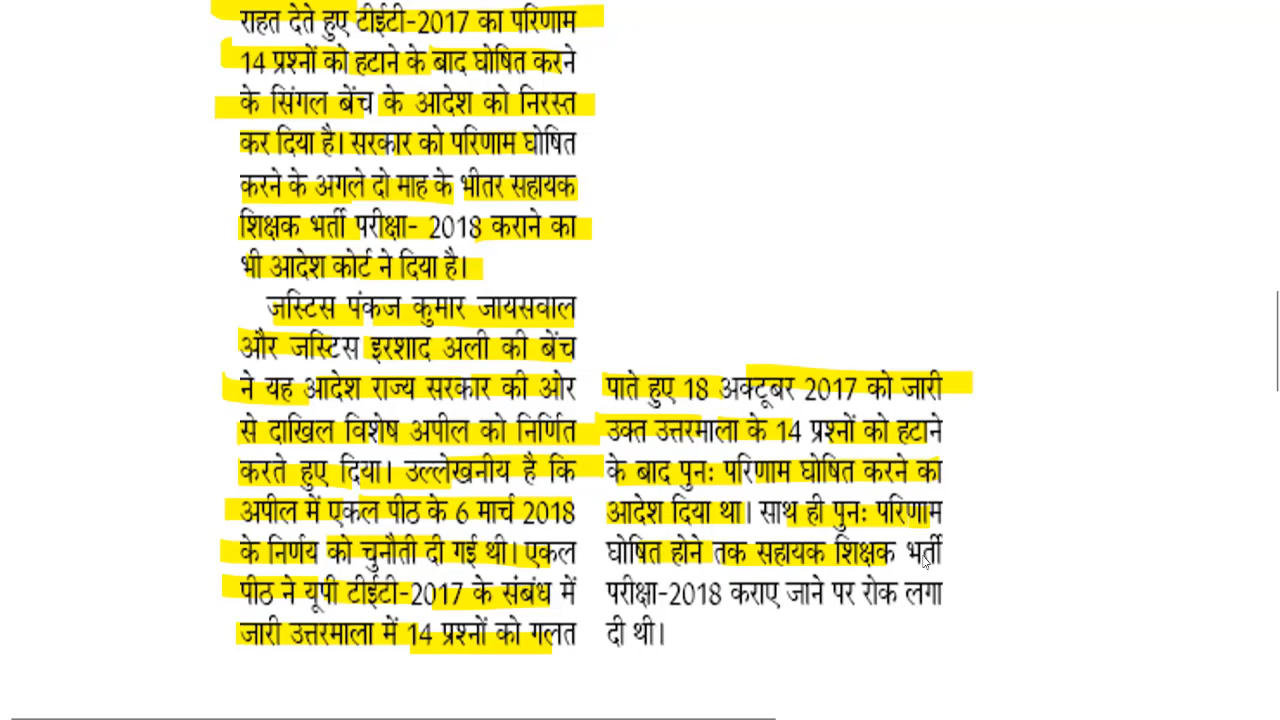 राहत देते हुए टीईटी-2017 का परिणाम
14 प्रश्नों को हटाने के बाद घोषित करने
के सिंगल बेंच के आदेश को निरस्त
कर दिया है। सरकार को परिणाम घोषित
करने के अगले दो माह के भीतर सहायक
शिक्षक भर्ती परीक्षा- 2018 कराने का
भी आदेश कोर्ट ने दिया है।
जस्टिस पंकज कुमार जायसवाल
और जस्टिस इरशाद अली की बेंच
ने यह आदेश राज्य सरकार की ओर
से दाखिल विशेष अपील को निर्णित
करते हुए दिया। उल्लेखनीय है कि
अपील में एकल पीठ के 6 मार्च 2018
के निर्णय को चुनौती दी गई थी। एकल
पीठ ने यूपी टीईटी-2017 के संबंध में
जारी उत्तरमाला में 14 प्रश्नों को गलत
पाते हुए 18 अक्टूबर 2017 को जारी
उक्त उत्तरमाला के 14 प्रश्नों को हटाने
के बाद पुनः परिणाम घोषित करने का
आदेश दिया था। साथ ही पुनः परिणाम
घोषित होने तक सहायक शिक्षक भर्ती
परीक्षा-2018 कराए जाने पर रोक लगा
दी थी।